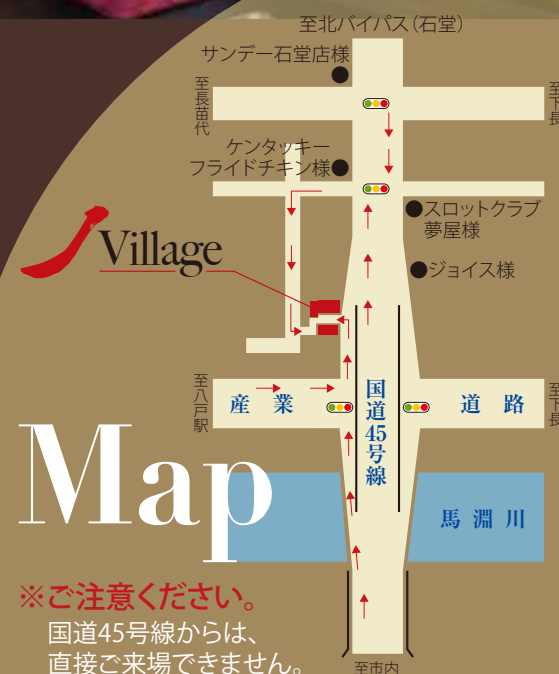 至北バイパス(石堂)
サンデー石堂店様
至長苗代
至下長
ケンタッキー
フライドチキン様
スロットクラブ
夢屋様
Village
ジョイス様
至八戸駅
産業
国道45号線
道路
至下長
Map
馬淵川
※ご注意ください。
国道45号線からは、
直接ご来場できません。
至市内